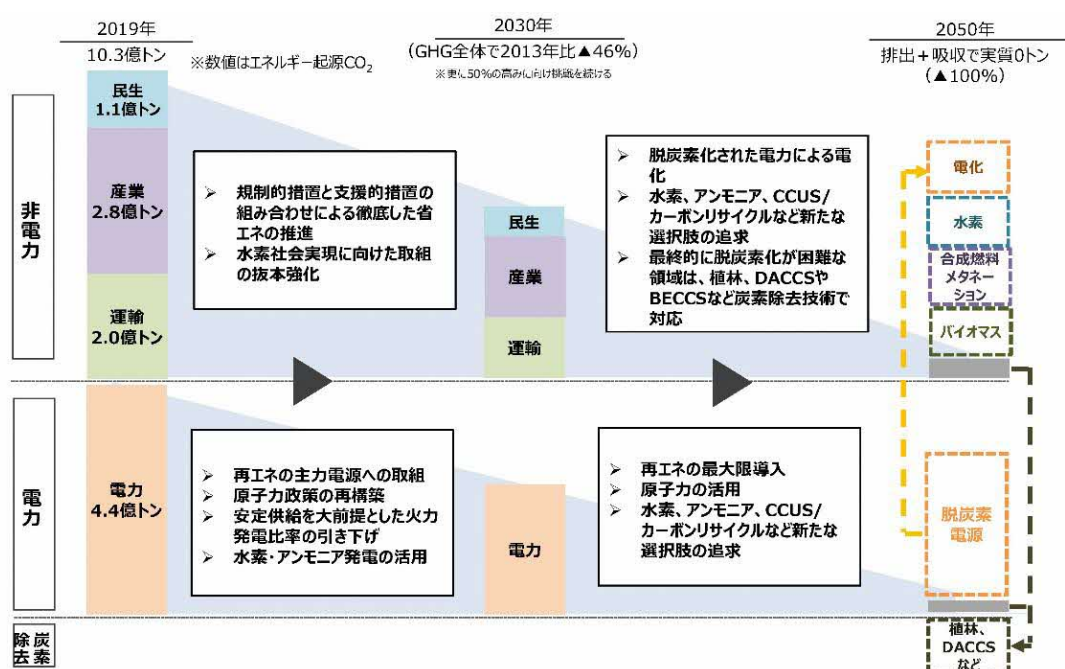 2019年
10.3億トン
※数値はエネルギー起源CO₂
2030年
(GHG全体で2013年比▲46%)
※更に50%の高みに向け挑戦を続ける
2050年
排出+吸収で実質0トン
(▲100%)
非電力
民生
1.1億トン
産業
2.8億トン
運輸
2.0億トン
➢ 規制的措置と支援的措置の
組み合わせによる徹底した省
エネの推進
➢ 水素社会実現に向けた取組
の抜本強化
民生
産業
運輸
➢ 脱炭素化された電力による電
化
➢ 水素、アンモニア、CCUS/
カーボンリサイクルなど新たな
選択肢の追求
➢ 最終的に脱炭素化が困難な
領域は、植林、DACCSや
BECCSなど炭素除去技術で
対応
電化
水素
合成燃料
メタネー
ション
バイオマス
電力
電力
4.4億トン
➢ 再エネの主力電源への取組
➢ 原子力政策の再構築
➢ 安定供給を大前提とした火力
発電比率の引き下げ
➢ 水素・アンモニア発電の活用
電力
➢ 再エネの最大限導入
➢ 原子力の活用
➢ 水素、アンモニア、CCUS/
カーボンリサイクルなど新たな
選択肢の追求
脱炭素
電源
炭素除去
植林、
DACCS
など